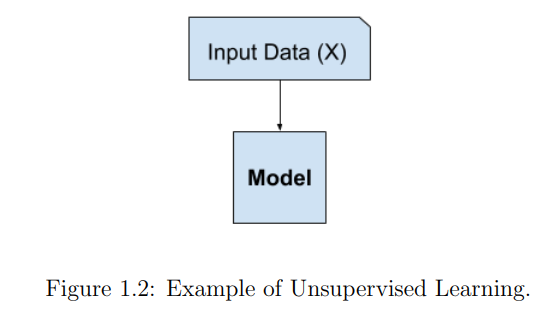 Input Data (X)
Model
Figure 1.2: Example of Unsupervised Learning.